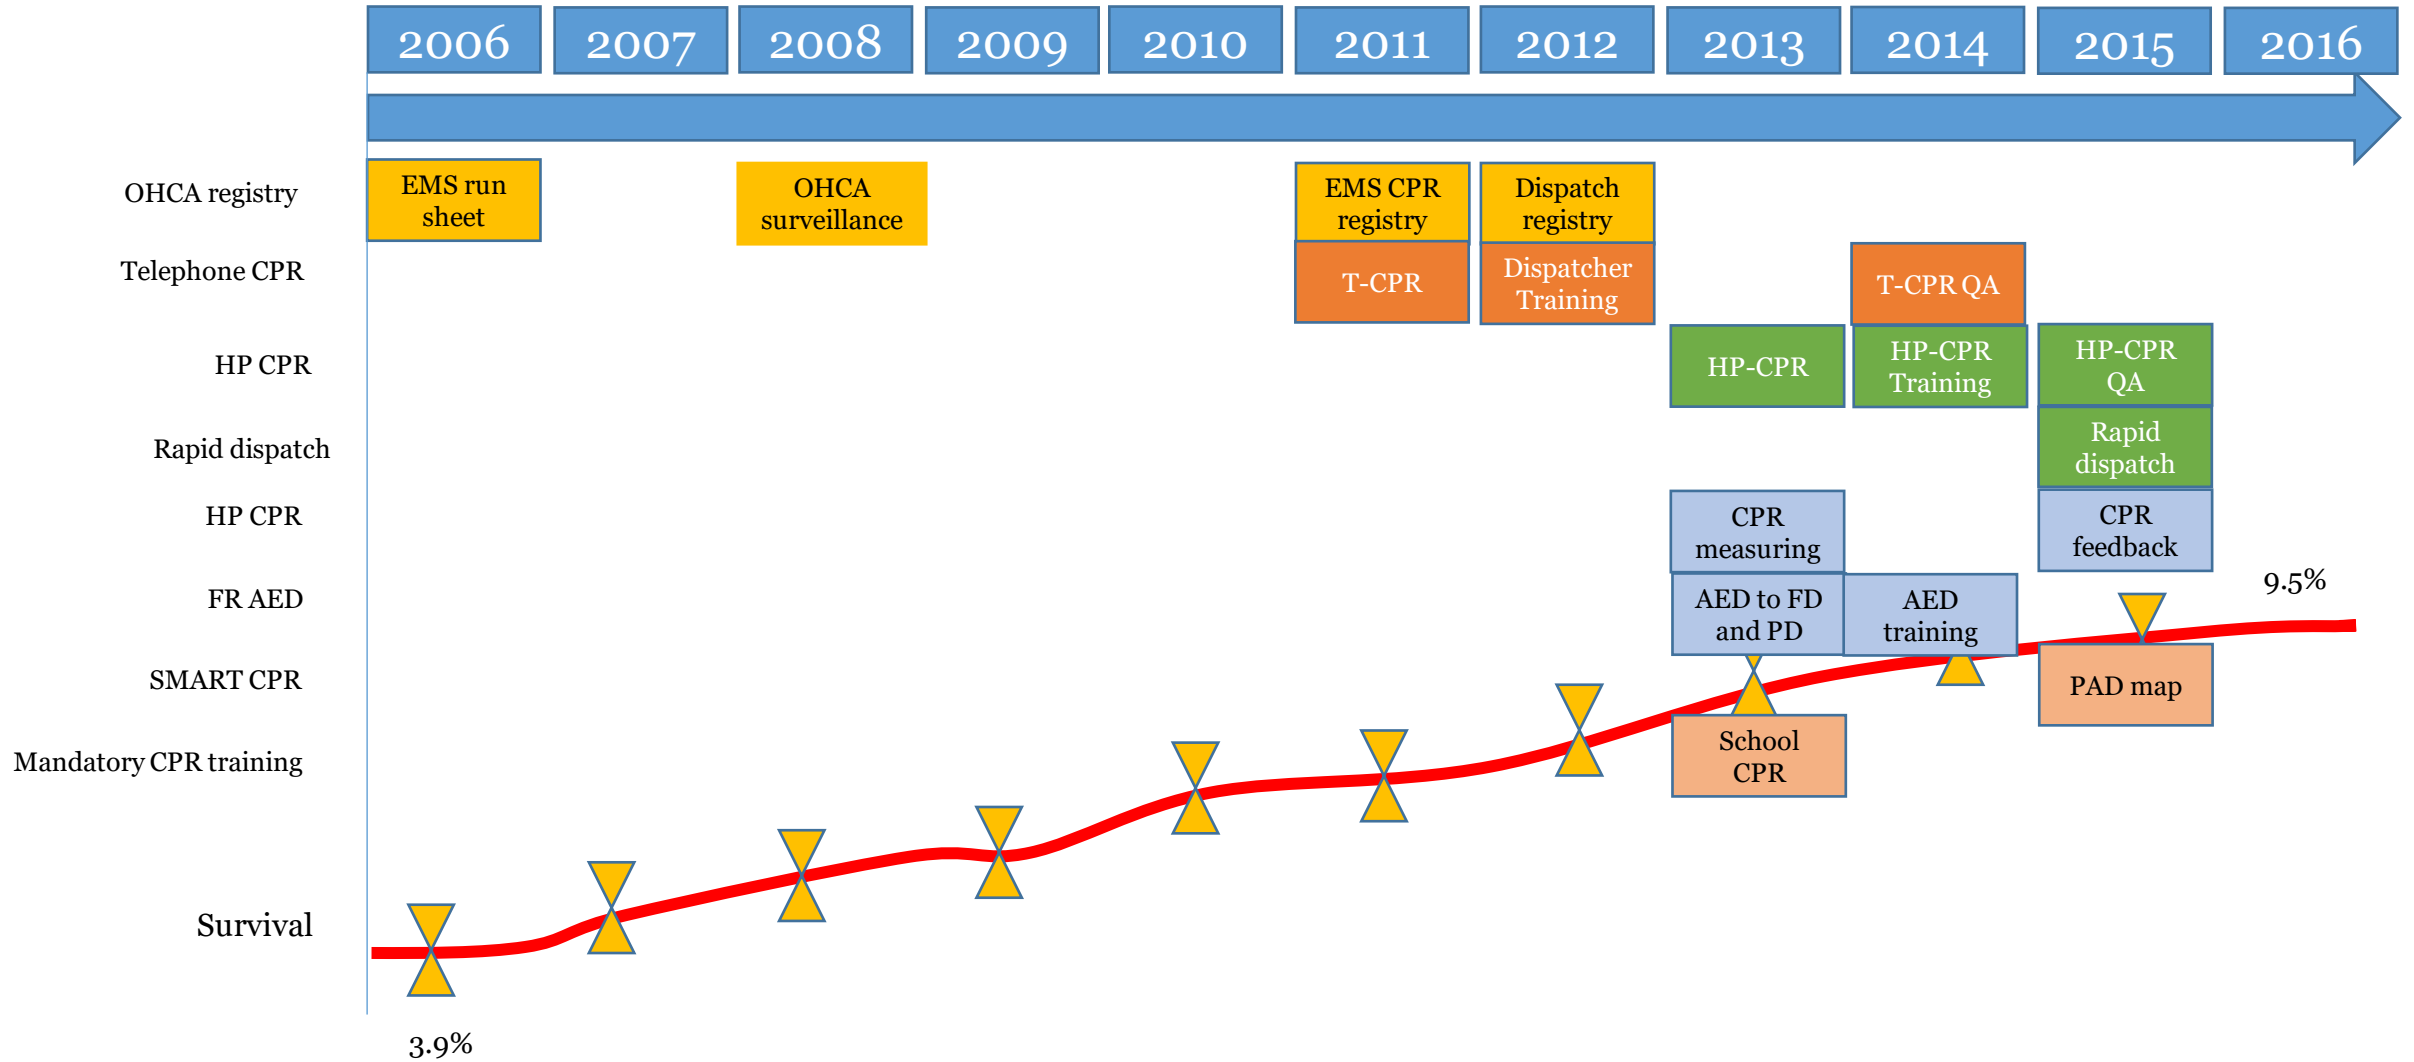 2006 2007 2008 2009 2010 2011 2012 2013 2014 2015 2016
OHCA registry
EMS run
sheet
OHCA
surveillance
EMS CPR
registry
Dispatch
registry
Telephone CPR
T-CPR
Dispatcher
Training
T-CPR QA
HP CPR
HP-CPR
HP-CPR
Training
HP-CPR
QA
Rapid dispatch
Rapid
dispatch
HP CPR
CPR
measuring
CPR
feedback
FR AED
AED to FD
and PD
AED
training
9.5%
SMART CPR
PAD map
Mandatory CPR training
School
CPR
Survival
3.9%